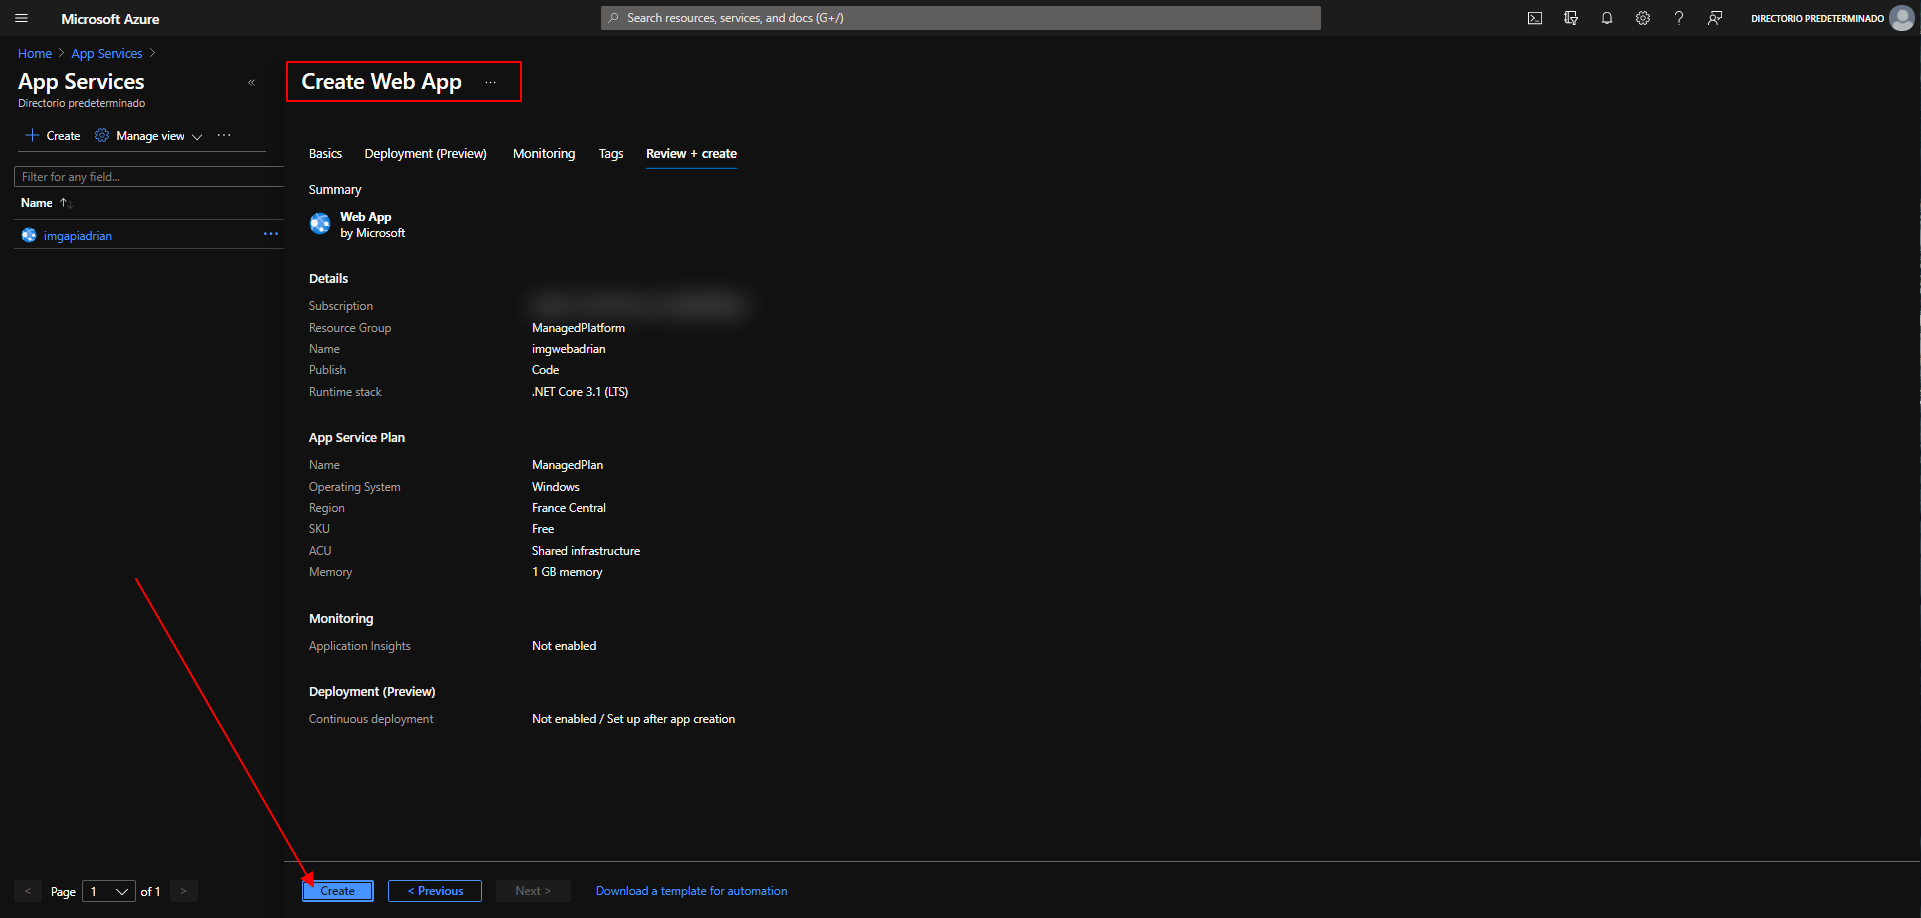 Microsoft Azure
Search resources, services, and docs (G+/)
DIRECTORIO PREDETERMINADO
Home > App Services >
App Services
Directorio predeterminado
Create
Manage view
Filter for any field...
Name
imgapiadrian
Page 1 of 1
Create Web App
Basics Deployment (Preview) Monitoring Tags Review + create
Summary
Web App
by Microsoft
Details
Subscription
Resource Group ManagedPlatform
Name imgwebadrian
Publish Code
Runtime stack .NET Core 3.1 (LTS)
App Service Plan
Name ManagedPlan
Operating System Windows
Region France Central
SKU Free
ACU Shared infrastructure
Memory 1 GB memory
Monitoring
Application Insights Not enabled
Deployment (Preview)
Continuous deployment Not enabled / Set up after app creation
Create < Previous Next > Download a template for automation